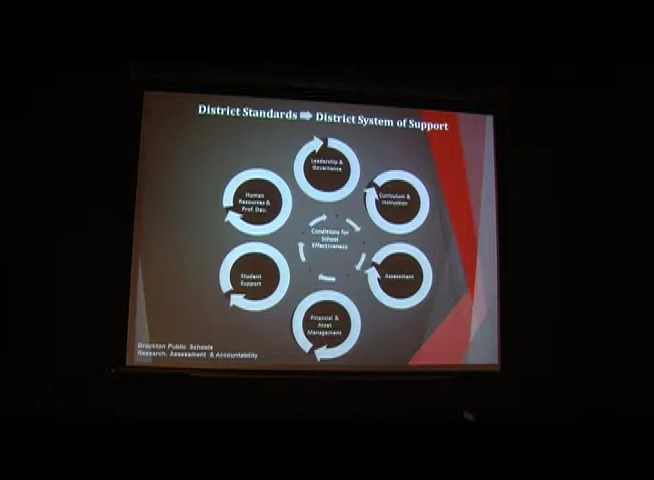 District Standards ➡ District System of Support
Leadership &
Governance
Human
Resources &
Prof. Dev.
Curriculum &
Instruction
Conditions for
School
Effectiveness
Student
Support
Assessment
Financial &
Asset
Management
Brockton Public Schools
Research, Assessment & Accountability